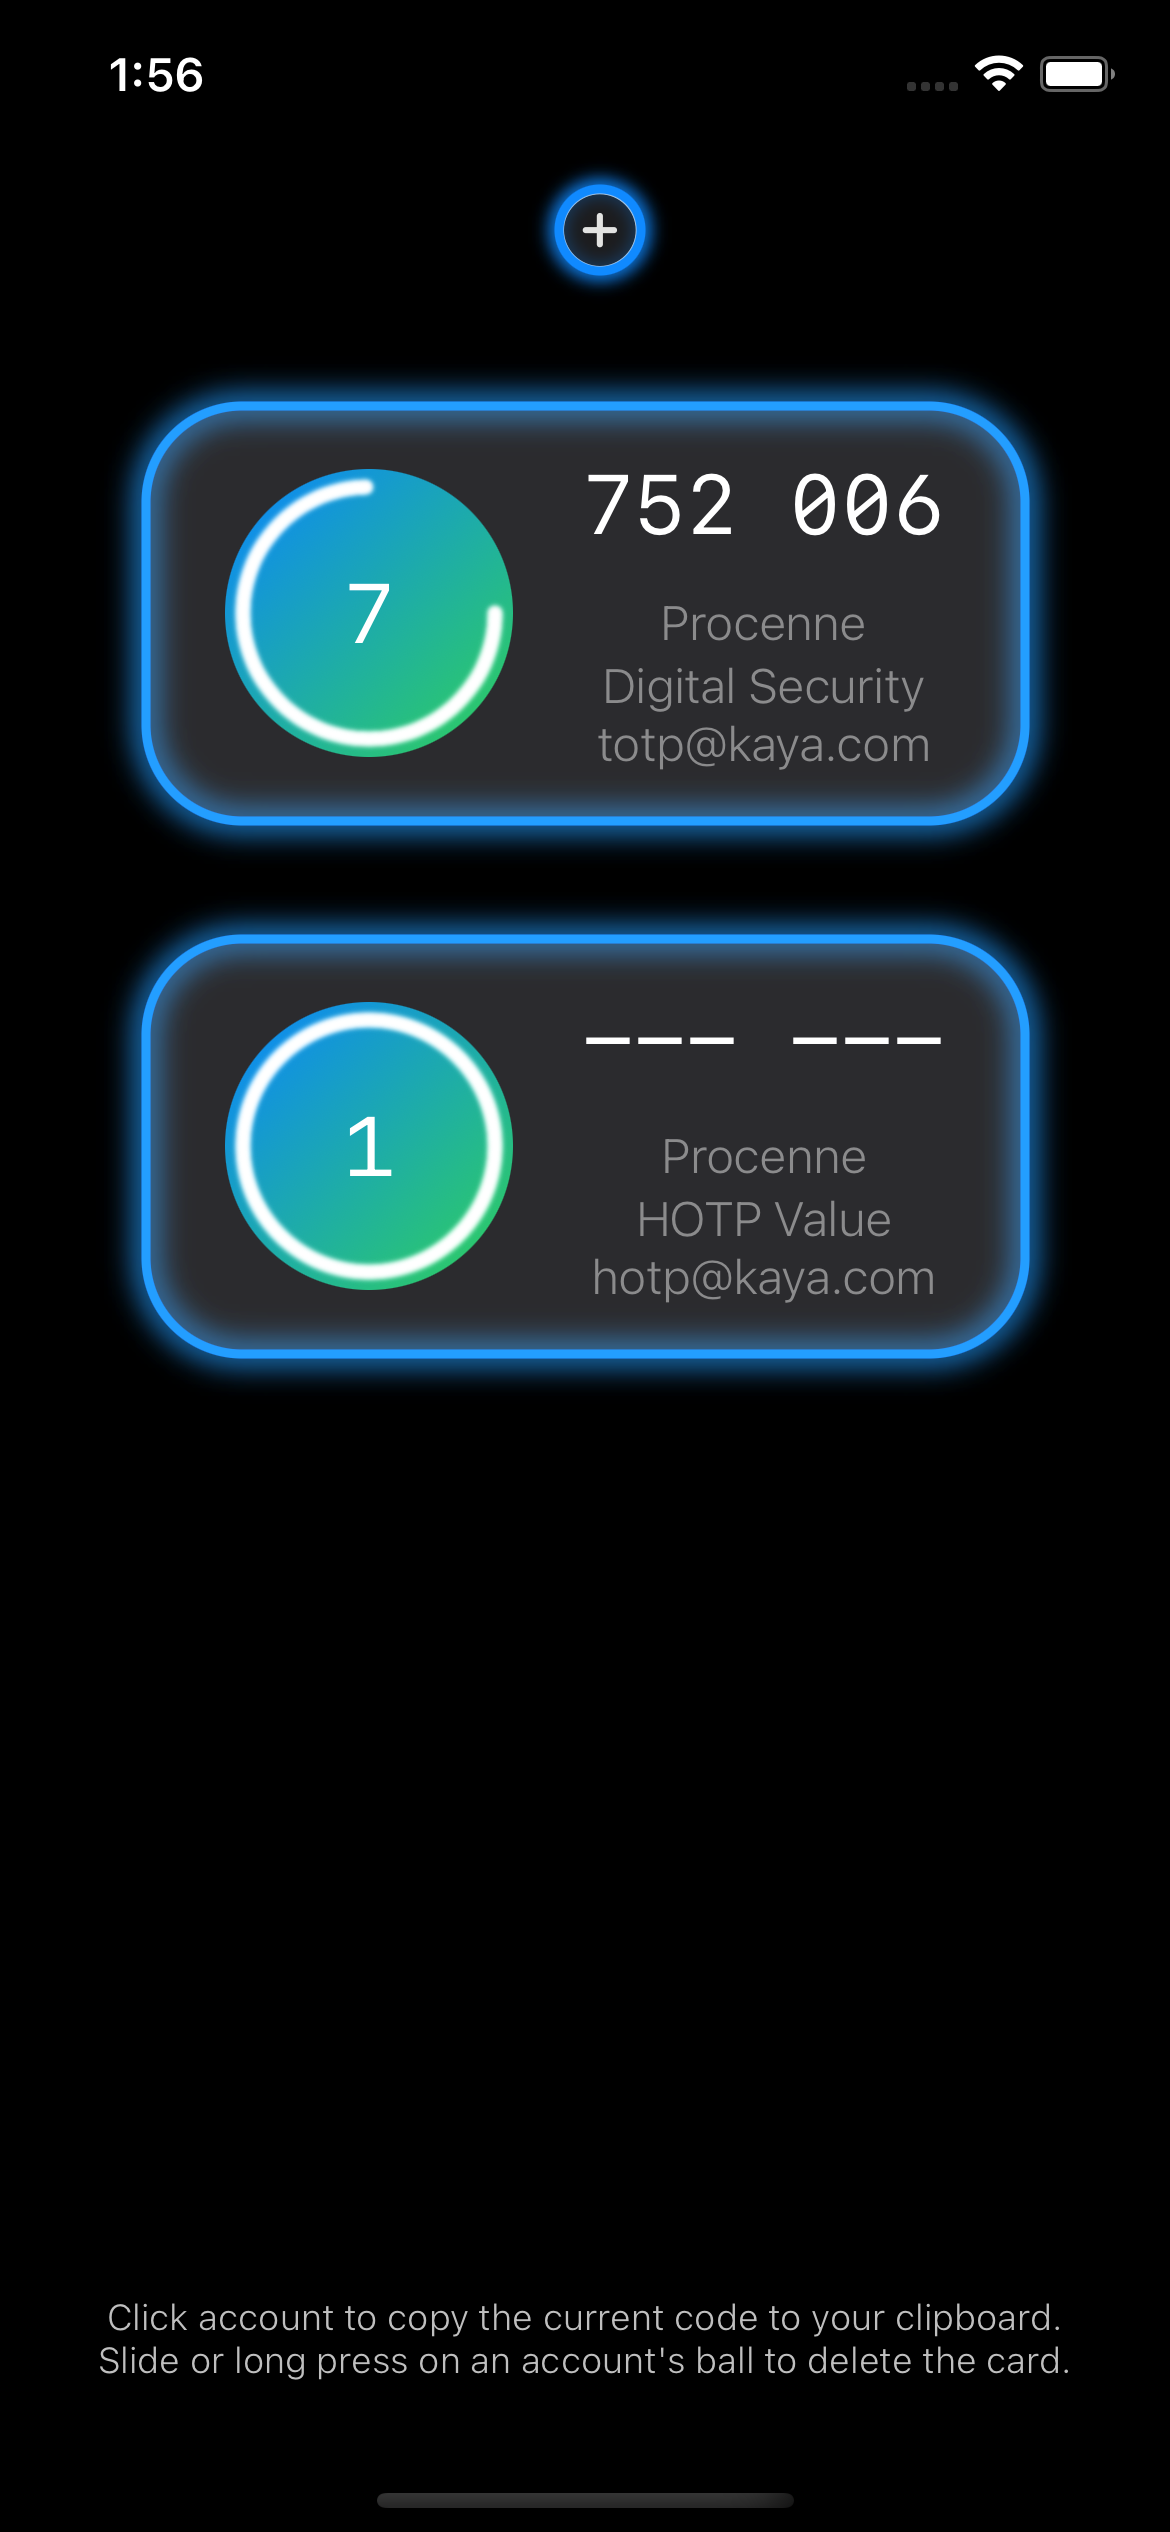 1:56
+
752 006
7
Procenne
Digital Security
totp@kaya.com
––– –––
1
Procenne
HOTP Value
hotp@kaya.com
Click account to copy the current code to your clipboard.
Slide or long press on an account's ball to delete the card.